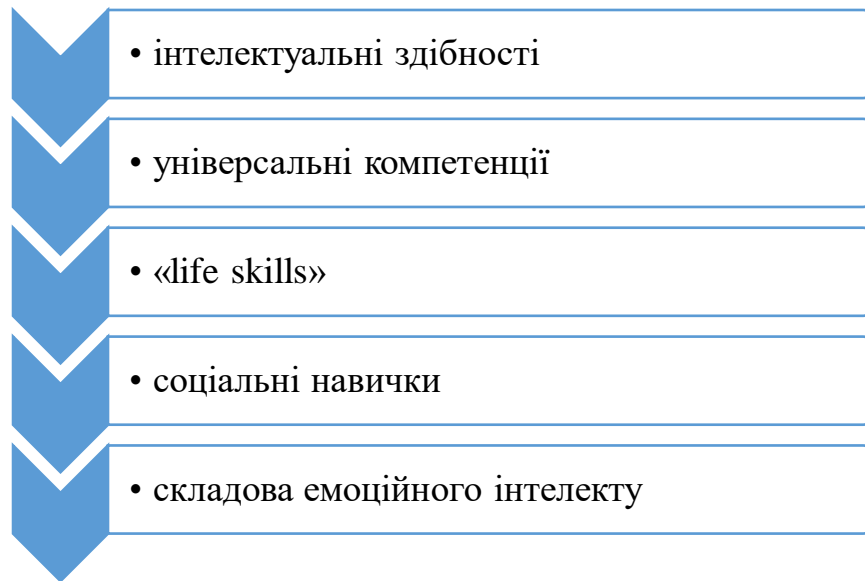 • інтелектуальні здібності
• універсальні компетенції
• «life skills»
• соціальні навички
• складова емоційного інтелекту